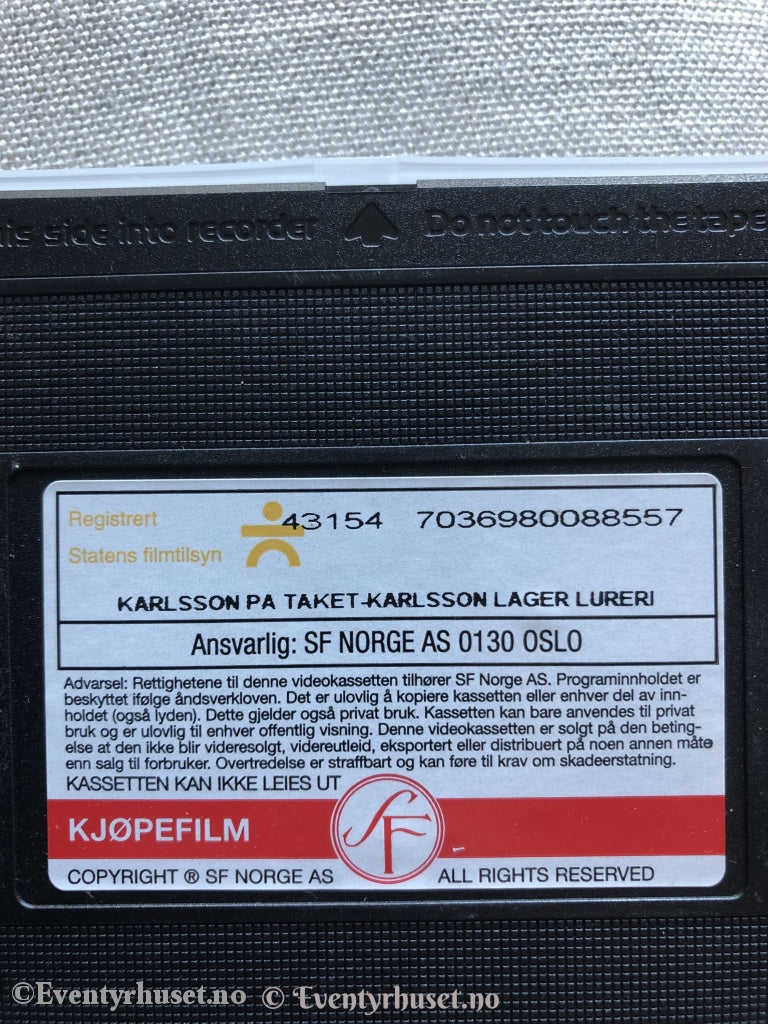 his side into recorder Do not touch the tape
Registrert 43154 7036980088557
Statens filmtilsyn
KARLSSON PA TAKET-KARLSSON LAGER LURERI
Ansvarlig: SF NORGE AS 0130 OSLO
Advarsel: Rettighetene til denne videokassetten tilhører SF Norge AS. Programinnholdet er
beskyttet ifølge åndsverkloven. Det er ulovlig å kopiere kassetten eller enhver del av inn-
holdet (også lyden). Dette gjelder også privat bruk. Kassetten kan bare anvendes til privat
bruk og er ulovlig til enhver offentlig visning. Denne videokassetten er solgt på den beting-
else at den ikke blir videresolgt, videreutleid, eksportert eller distribuert på noen annen måte
enn salg til forbruker. Overtredelse er straffbart og kan føre til krav om skadeerstatning.
KASSETTEN KAN IKKE LEIES UT
KJØPEFILM
SF
COPYRIGHT ® SF NORGE AS ALL RIGHTS RESERVED
©Eventyrhuset.no © Eventyrhuset.no